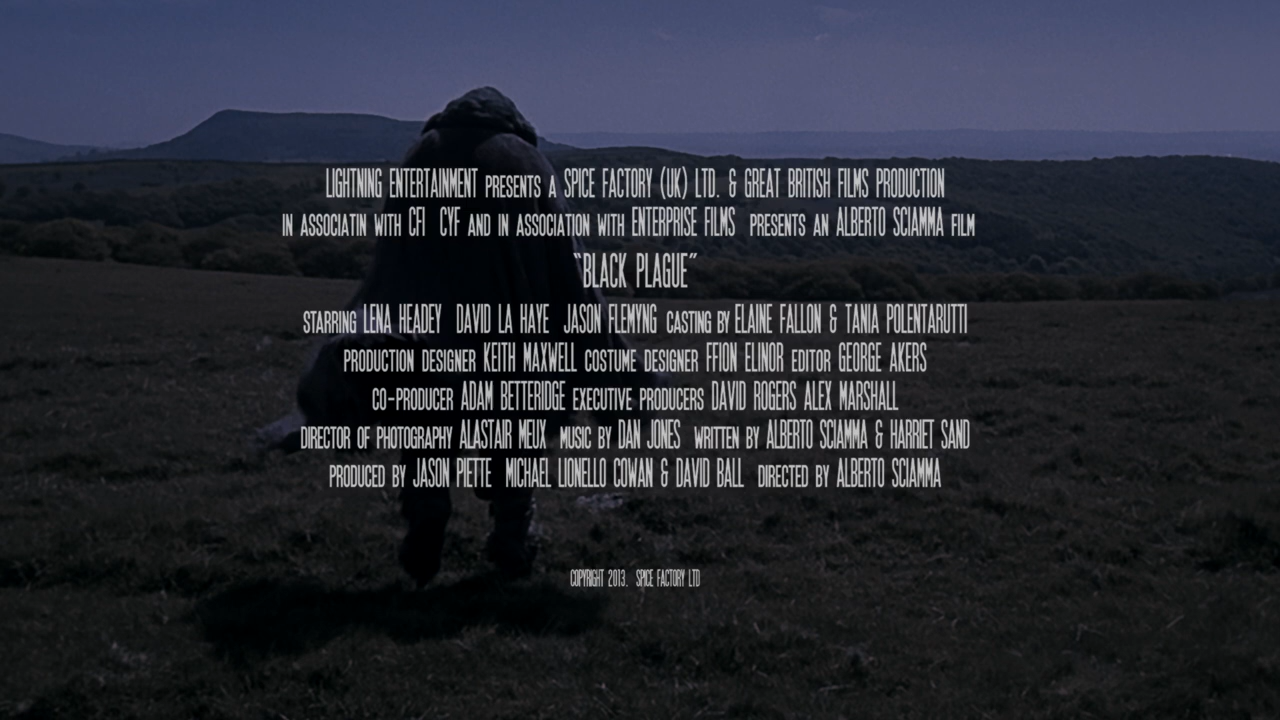 LIGHTNING ENTERTAINMENT PRESENTS A SPICE FACTORY (UK) LTD. & GREAT BRITISH FILMS PRODUCTION
IN ASSOCIATIN WITH CFI CYF AND IN ASSOCIATION WITH ENTERPRISE FILMS PRESENTS AN ALBERTO SCIAMMA FILM
"BLACK PLAGUE"
STARRING LENA HEADEY DAVID LA HAYE JASON FLEMYNG CASTING BY ELAINE FALLON & TANIA POLENTARUTTI
PRODUCTION DESIGNER KEITH MAXWELL COSTUME DESIGNER FFION ELINOR EDITOR GEORGE AKERS
CO-PRODUCER ADAM BETTERIDGE EXECUTIVE PRODUCERS DAVID ROGERS ALEX MARSHALL
DIRECTOR OF PHOTOGRAPHY ALASTAIR MEUX MUSIC BY DAN JONES WRITTEN BY ALBERTO SCIAMMA & HARRIET SAND
PRODUCED BY JASON PIETTE MICHAEL LIONELLO COWAN & DAVID BALL DIRECTED BY ALBERTO SCIAMMA
COPYRIGHT 2013. SPICE FACTORY LTD